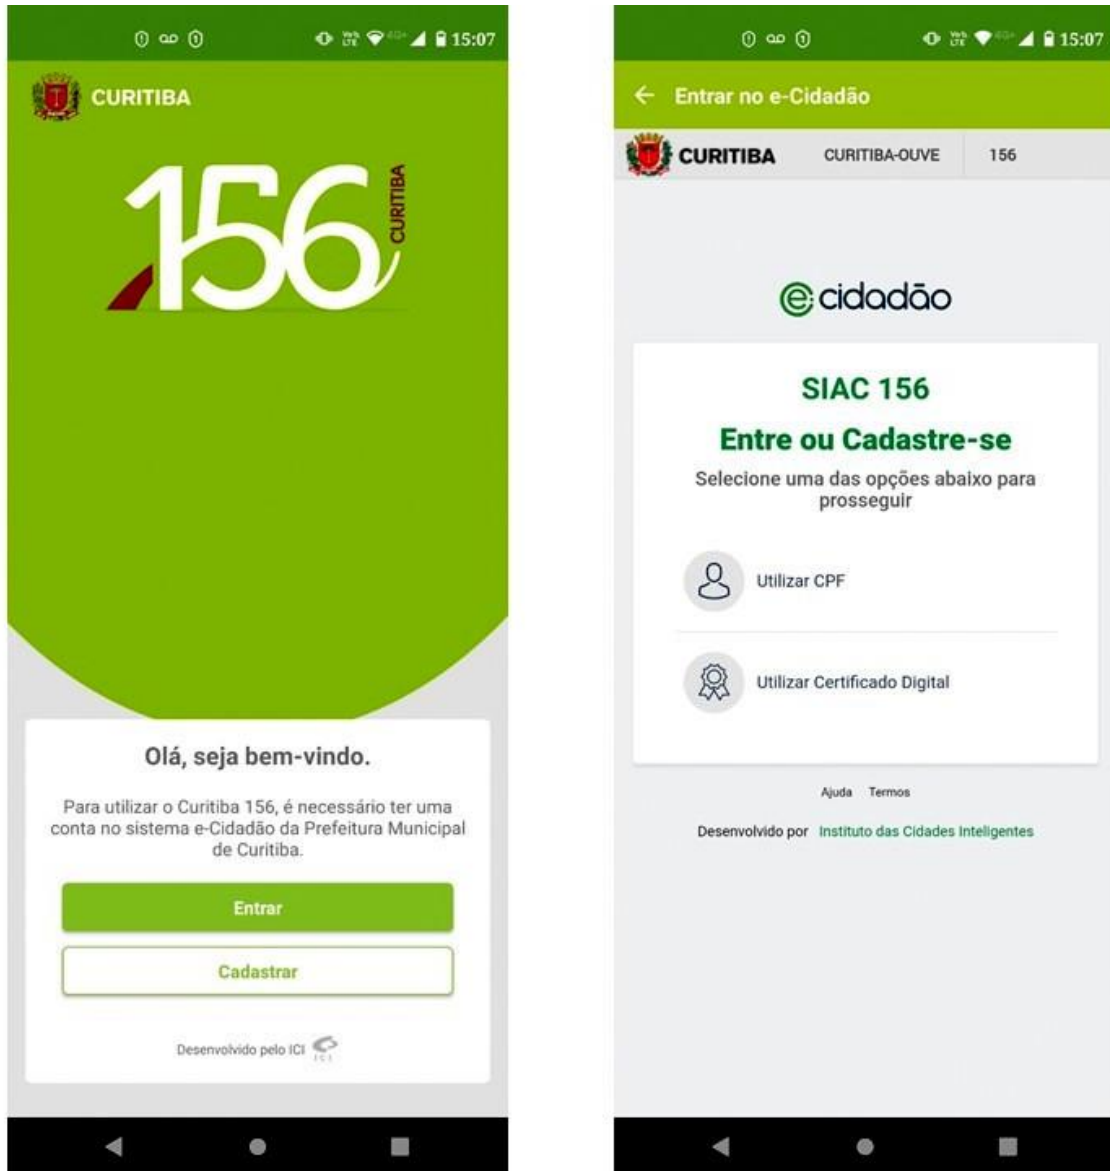 15:07
CURITIBA
156
CURITIBA
Olá, seja bem-vindo.
Para utilizar o Curitiba 156, é necessário ter uma
conta no sistema e-Cidadão da Prefeitura Municipal
de Curitiba.
Entrar
Cadastrar
Desenvolvido pelo ICI
ICI
15:07
Entrar no e-Cidadão
CURITIBA CURITIBA-OUVE 156
e-cidadão
SIAC 156
Entre ou Cadastre-se
Selecione uma das opções abaixo para
prosseguir
Utilizar CPF
Utilizar Certificado Digital
Ajuda Termos
Desenvolvido por Instituto das Cidades Inteligentes